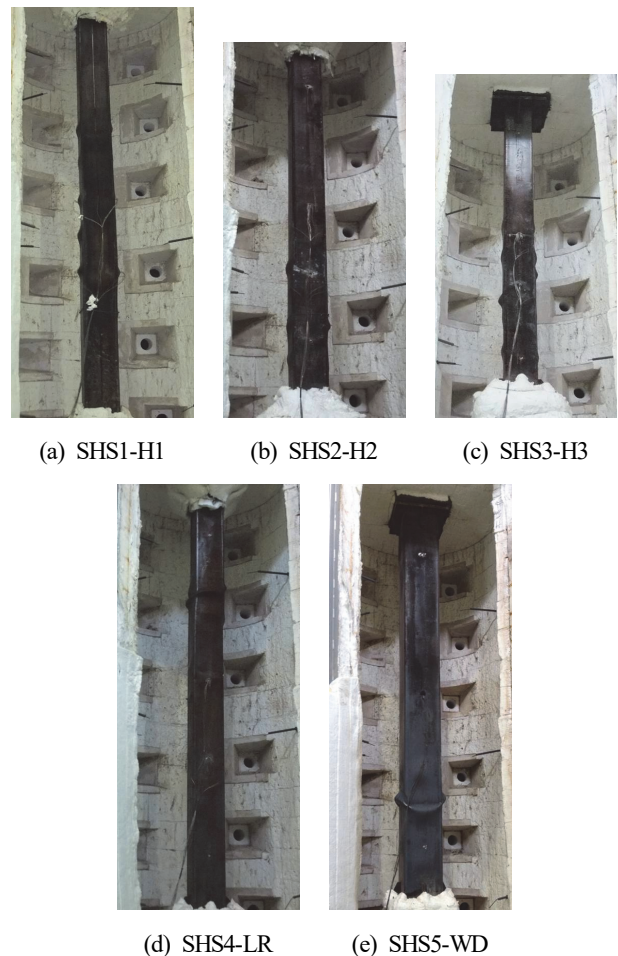 (a) SHS1-H1
(b) SHS2-H2
(c) SHS3-H3
(d) SHS4-LR
(e) SHS5-WD